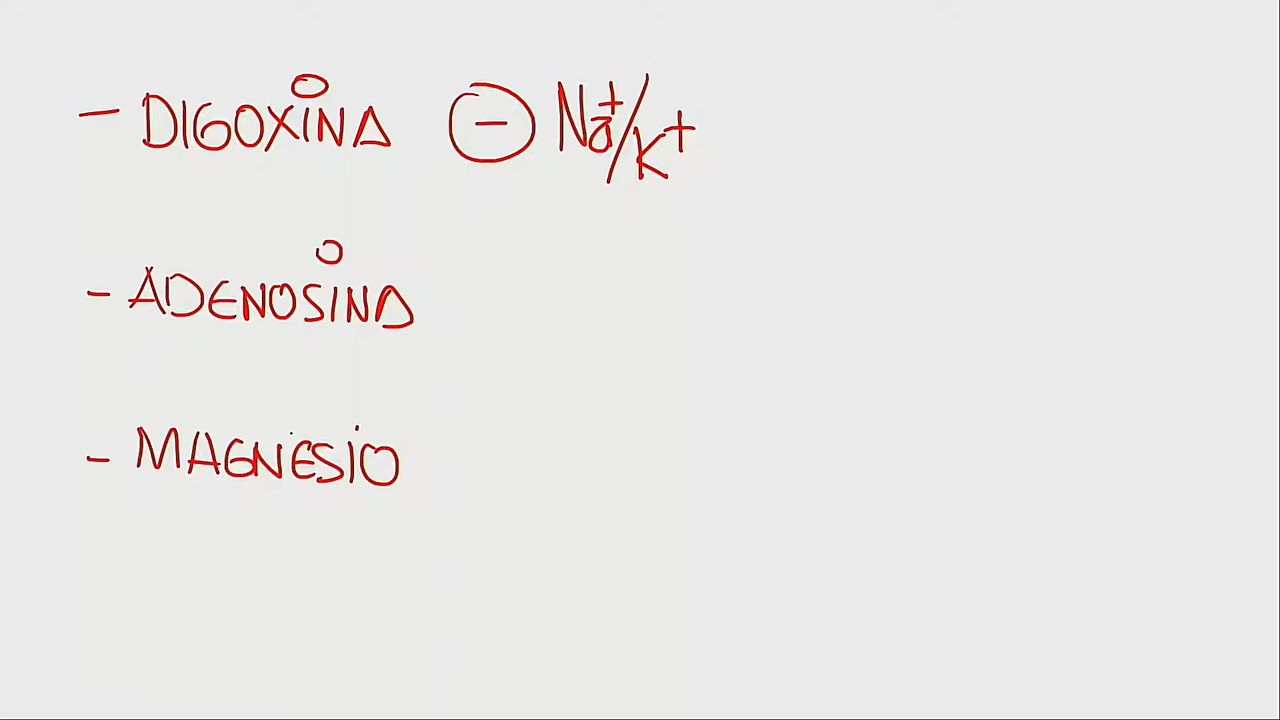 - DIGOXINA ⊖ Na+/K+
- ADENOSINA
- MAGNESIO